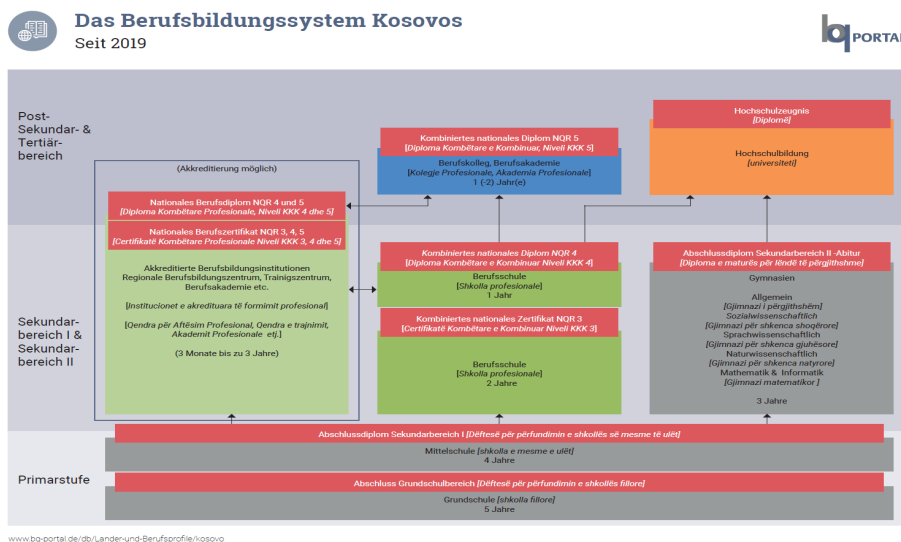 Das Berufsbildungssystem Kosovos
Seit 2019
bq PORTAL
Post-
Sekundar- &
Tertiär-
bereich
(Akkreditierung möglich)
Nationales Berufsdiplom NQR 4 und 5
[Diploma Kombëtare Profesionale, Niveli KKK 4 dhe 5]
Nationales Berufszertifikat NQR 3, 4, 5
[Certifikatë Kombëtare Profesionale Niveli KKK 3, 4 dhe 5]
Akkreditierte Berufsbildungsinstitutionen
Regionale Berufsbildungszentrum, Trainigszentrum,
Berufsakademie etc.
[Institucionet e akredituara të formimit profesional]
[Qendra për Aftësim Profesional, Qendra e trajnimit,
Akademit Profesionale etj.]
(3 Monate bis zu 3 Jahre)
Kombiniertes nationales Diplom NQR 5
[Diploma Kombëtare e Kombinuar, Niveli KKK 5]
Berufskolleg, Berufsakademie
[Kolegje Profesionale, Akademia Profesionale]
1 (-2) Jahr(e)
Kombiniertes nationales Diplom NQR 4
[Diploma Kombëtare e Kombinuar Niveli KKK 4]
Berufsschule
[Shkolla profesionale]
1 Jahr
Kombiniertes nationales Zertifikat NQR 3
[Certifikatë Kombëtare e Kombinuar Niveli KKK 3]
Berufsschule
[Shkolla profesionale]
2 Jahre
Hochschulzeugnis
[Diplomë]
Hochschulbildung
[universiteti]
Abschlussdiplom Sekundarbereich II -Abitur
[Diploma e maturës për lëndë të përgjithshme]
Gymnasien
Allgemein
[Gjimnazi i përgjithshëm]
Sozialwissenschaftlich
[Gjimnazi për shkenca shoqërore]
Sprachwissenschaftlich
[Gjimnazi për shkenca gjuhësore]
Naturwissenschaftlich
[Gjimnazi për shkenca natyrore]
Mathematik & Informatik
[Gjimnazi matematikor ]
3 Jahre
Sekundar-
bereich I &
Sekundar-
bereich II
Abschlussdiplom Sekundarbereich I [Dëftesë për përfundimin e shkollës së mesme të ulët]
Mittelschule [shkolla e mesme e ulët]
4 Jahre
Primarstufe
Abschluss Grundschulbereich [Dëftesë për përfundimin e shkollës fillore]
Grundschule [shkolla fillore]
5 Jahre
www.bq-portal.de/db/Länder-und-Berufsprofile/kosovo